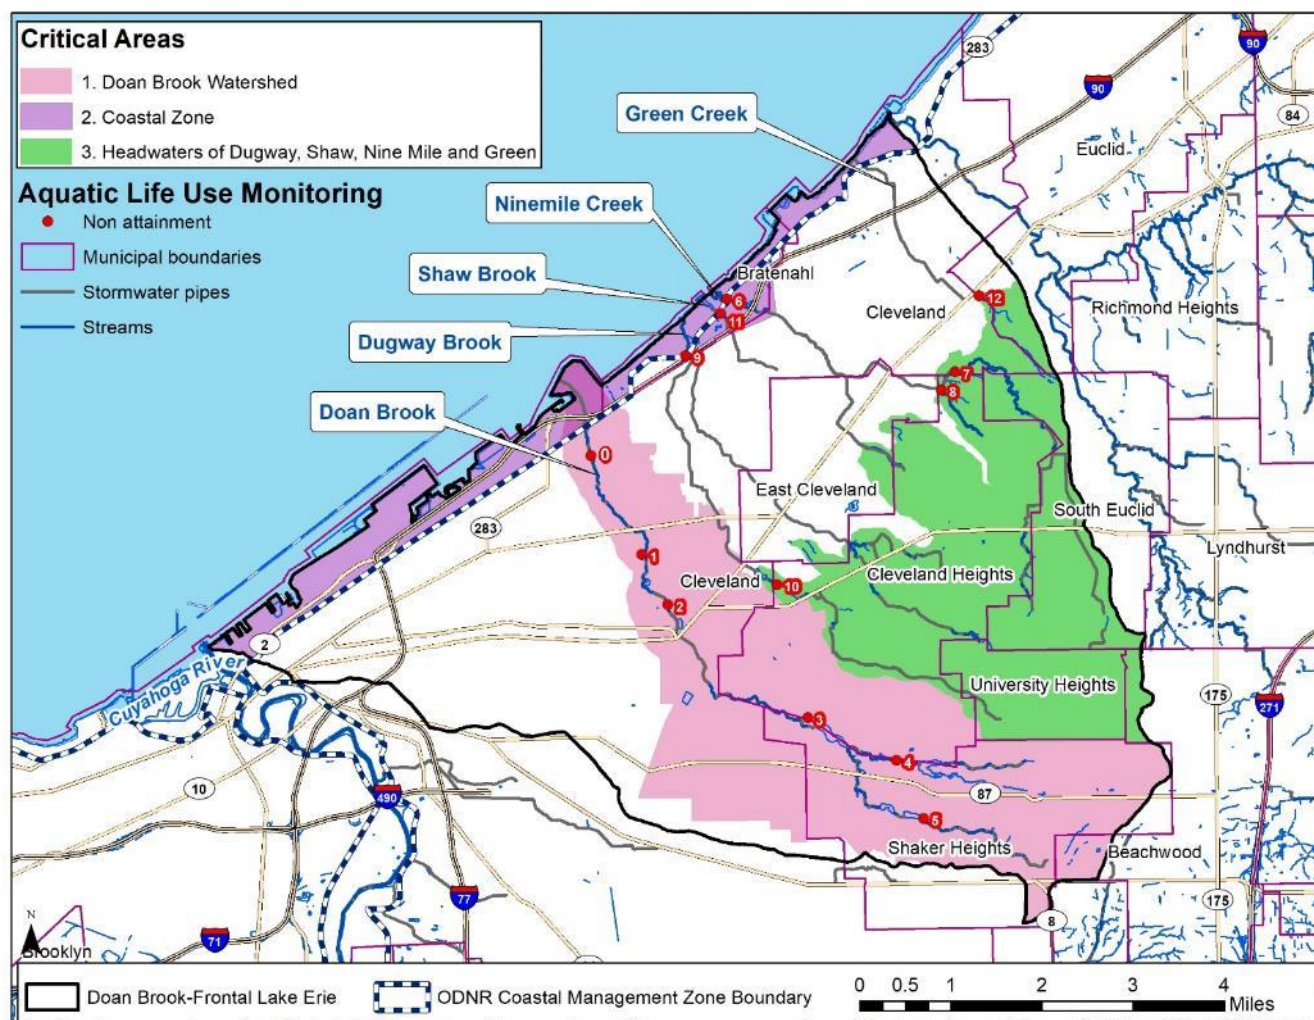 Critical Areas
1. Doan Brook Watershed
2. Coastal Zone
3. Headwaters of Dugway, Shaw, Nine Mile and Green
Aquatic Life Use Monitoring
Non attainment
Municipal boundaries
Stormwater pipes
Streams
283
90
90
84
Green Creek
Euclid
Ninemile Creek
Shaw Brook
Bratenahl
6
11
12
Cleveland
Richmond Heights
Dugway Brook
9
7
8
Doan Brook
0
East Cleveland
283
South Euclid
Lyndhurst
1
Cleveland
10
Cleveland Heights
2
2
Cuyahoga River
University Heights
175
271
3
4
10
490
87
5
Shaker Heights
Beachwood
77
175
8
N
71
Brooklyn
Doan Brook-Frontal Lake Erie
ODNR Coastal Management Zone Boundary
0 0.5 1 2 3 4
Miles